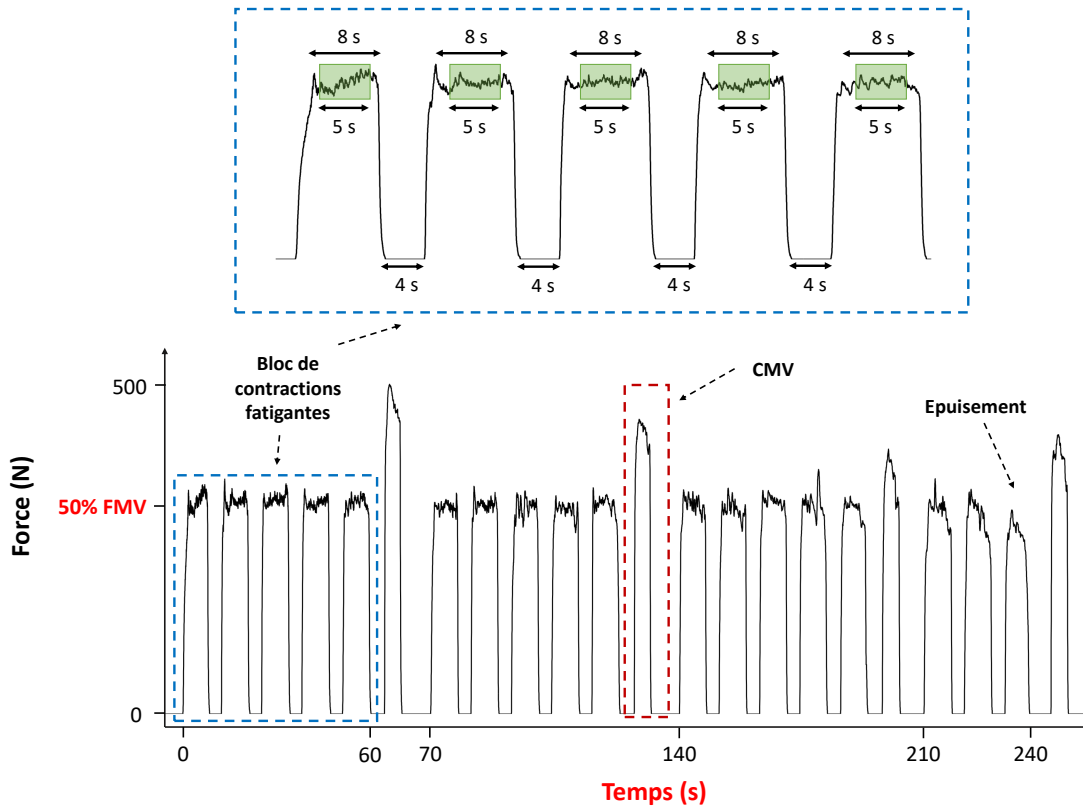 8 s
8 s
8 s
8 s
8 s
5 s
5 s
5 s
5 s
5 s
4 s
4 s
4 s
4 s
Bloc de
contractions
fatigantes
CMV
Epuisement
Force (N)
500
50% FMV
0
0
60
70
140
210
240
Temps (s)